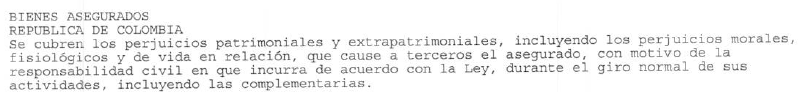 BIENES ASEGURADOS
REPUBLICA DE COLOMBIA
Se cubren los perjuicios patrimoniales y extrapatrimoniales, incluyendo los perjuicios morales,
fisiológicos y de vida en relación, que cause a terceros el asegurado, con motivo de la
responsabilidad civil en que incurra de acuerdo con la Ley, durante el giro normal de sus
actividades, incluyendo las complementarias.